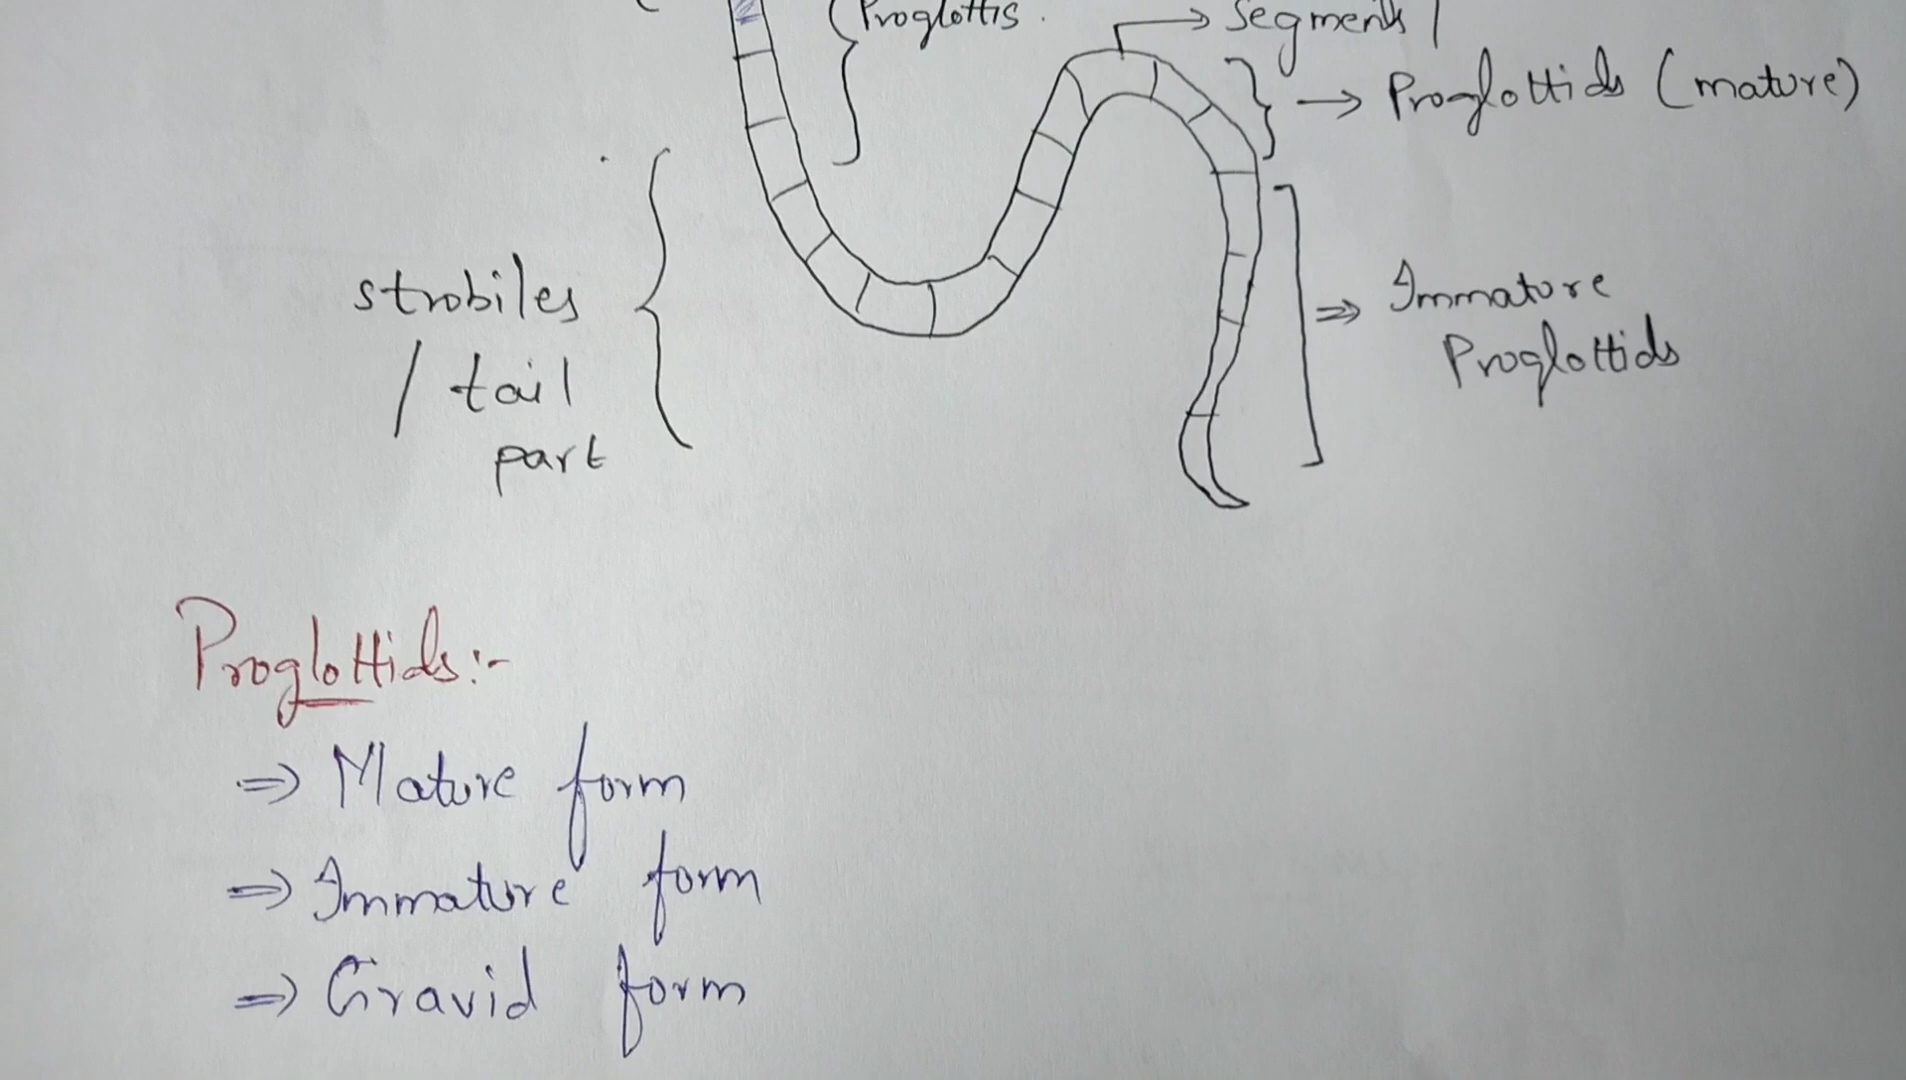 Proglottis.
Segments /
Proglottids (mature)
strobiles
/ tail
part
Immature
Proglottids
Proglottids:-
⇒ Mature form
⇒ Immature form
⇒ Gravid form